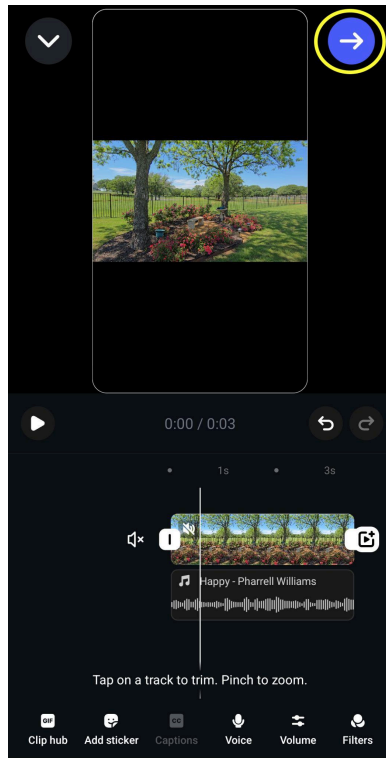 0:00 / 0:03
1s
3s
Happy - Pharrell Williams
Tap on a track to trim. Pinch to zoom.
GIF
CC
Clip hub
Add sticker
Captions
Voice
Volume
Filters